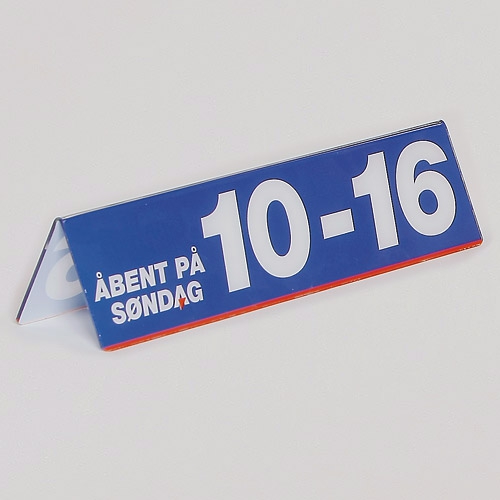 ÅBENT PÅ
SØNDAG
10-16